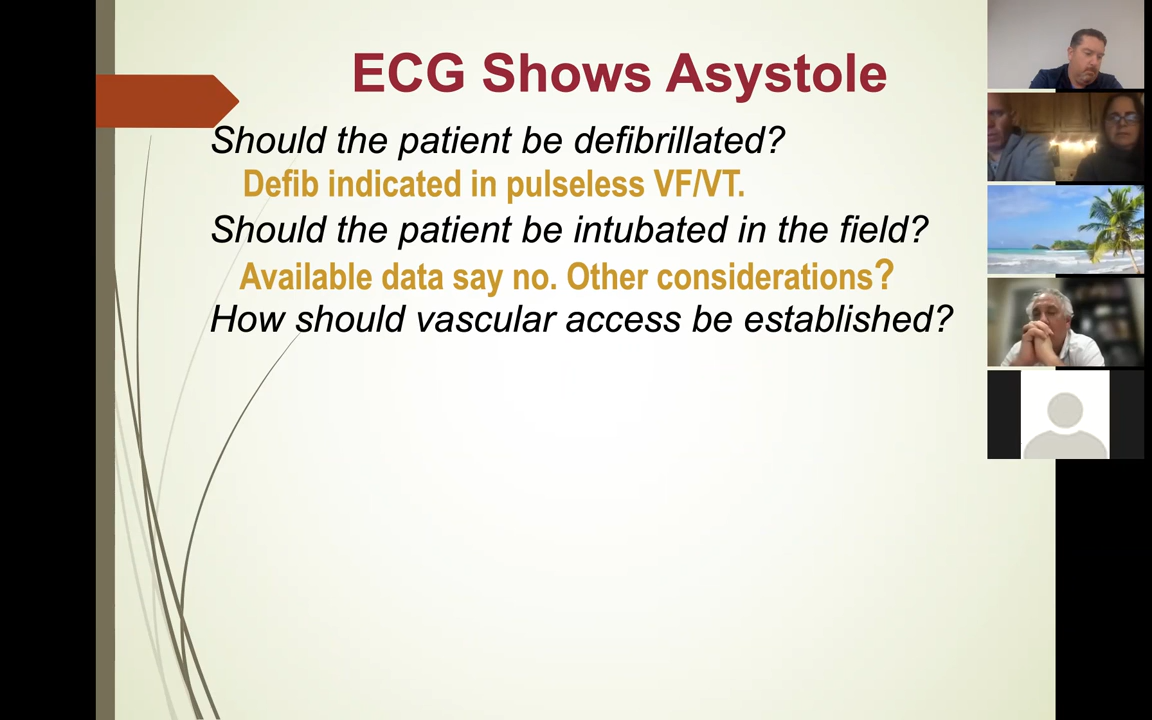 ECG Shows Asystole
Should the patient be defibrillated?
Defib indicated in pulseless VF/VT.
Should the patient be intubated in the field?
Available data say no. Other considerations?
How should vascular access be established?